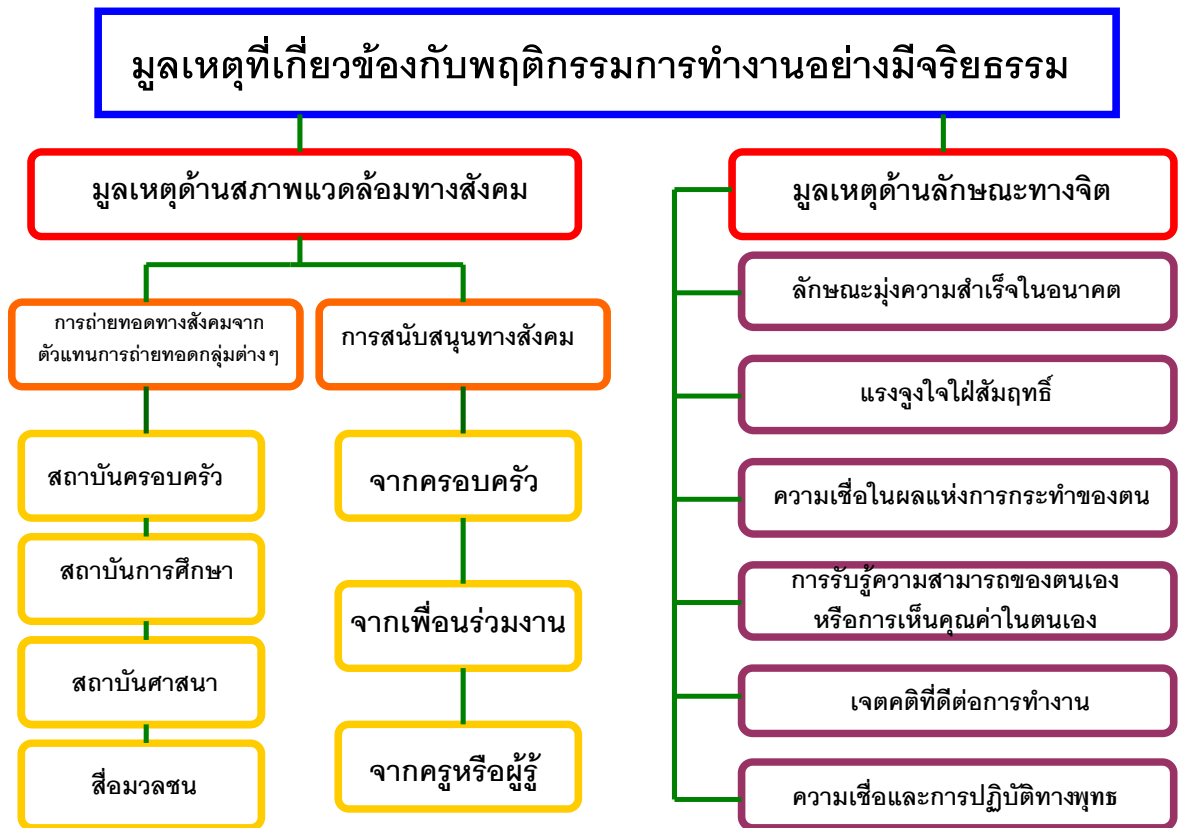 มูลเหตุที่เกี่ยวข้องกับพฤติกรรมการทำงานอย่างมีจริยธรรม
มูลเหตุด้านสภาพแวดล้อมทางสังคม
การถ่ายทอดทางสังคมจาก
ตัวแทนการถ่ายทอดกลุ่มต่างๆ
สถาบันครอบครัว
สถาบันการศึกษา
สถาบันศาสนา
สื่อมวลชน
การสนับสนุนทางสังคม
จากครอบครัว
จากเพื่อนร่วมงาน
จากครูหรือผู้รู้
มูลเหตุด้านลักษณะทางจิต
ลักษณะมุ่งความสำเร็จในอนาคต
แรงจูงใจใฝ่สัมฤทธิ์
ความเชื่อในผลแห่งการกระทำของตน
การรับรู้ความสามารถของตนเอง
หรือการเห็นคุณค่าในตนเอง
เจตคติที่ดีต่อการทำงาน
ความเชื่อและการปฏิบัติทางพุทธ